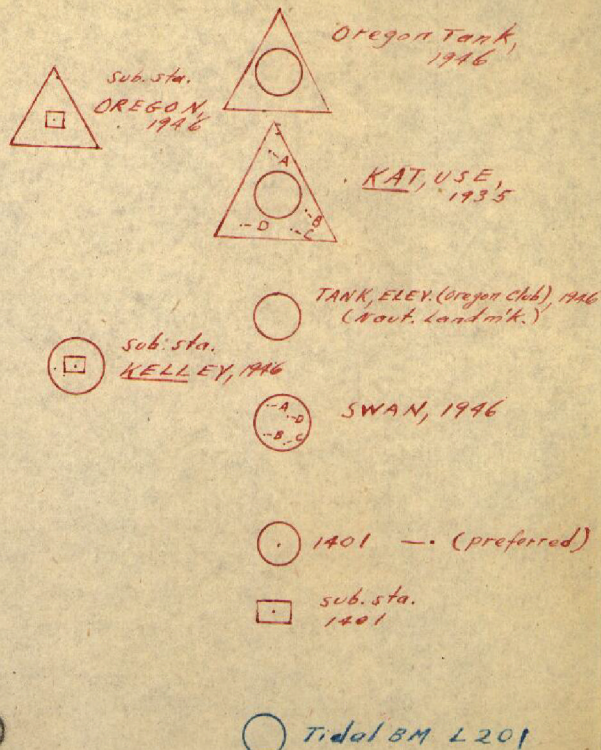 Oregon Tank,
1946
sub. sta.
OREGON,
1946
A
KAT, USE,
1935
B
D
C
TANK, ELEV. (Oregon Club), 1946
(Naut. Landm'k.)
sub. sta.
KELLEY, 1946
A
D
B
C
SWAN, 1946
1401 —· (preferred)
sub. sta.
1401
Tidal BM L 201